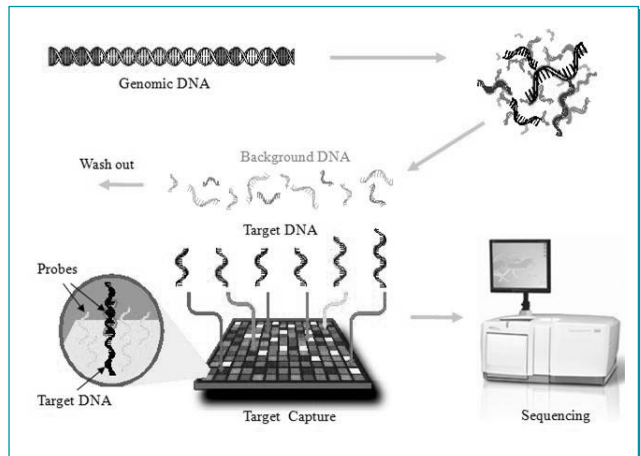 Genomic DNA
Background DNA
Wash out
Target DNA
Probes
Target DNA
Target Capture
Sequencing